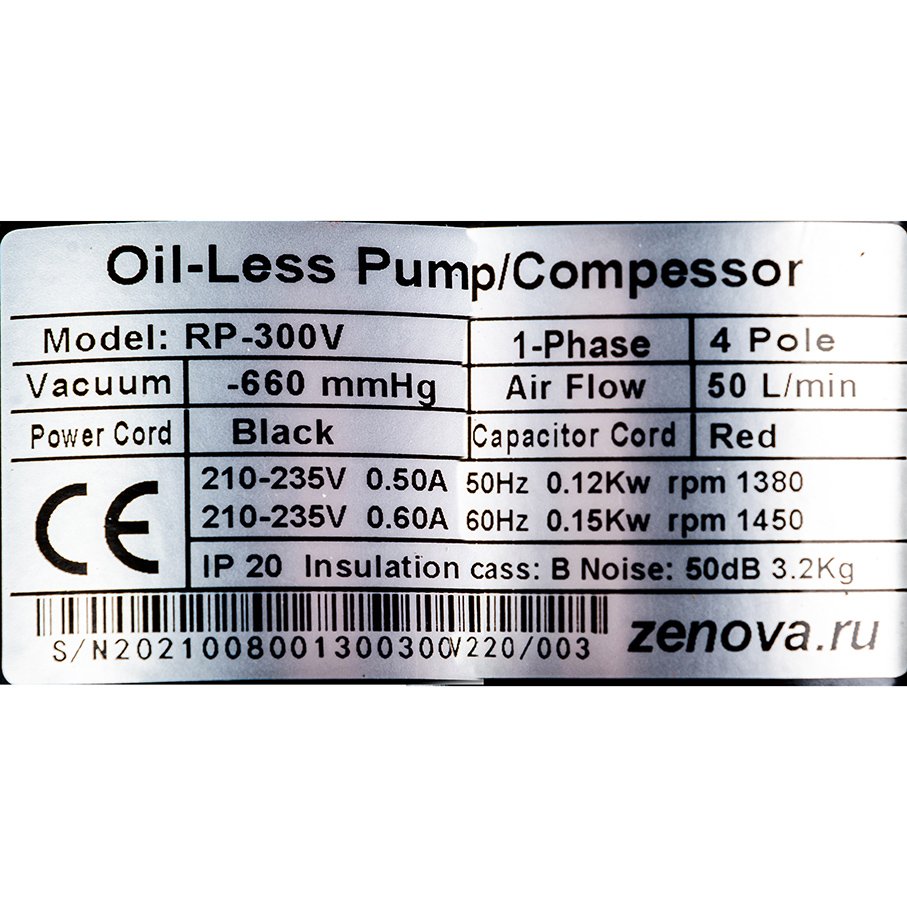 Oil-Less Pump/Compessor
Model: RP-300V 1-Phase 4 Pole
Vacuum -660 mmHg Air Flow 50 L/min
Power Cord Black Capacitor Cord Red
CE 210-235V 0.50A 50Hz 0.12Kw rpm 1380
210-235V 0.60A 60Hz 0.15Kw rpm 1450
IP 20 Insulation cass: B Noise: 50dB 3.2Kg
S/N2021008001300300V220/003 zenova.ru